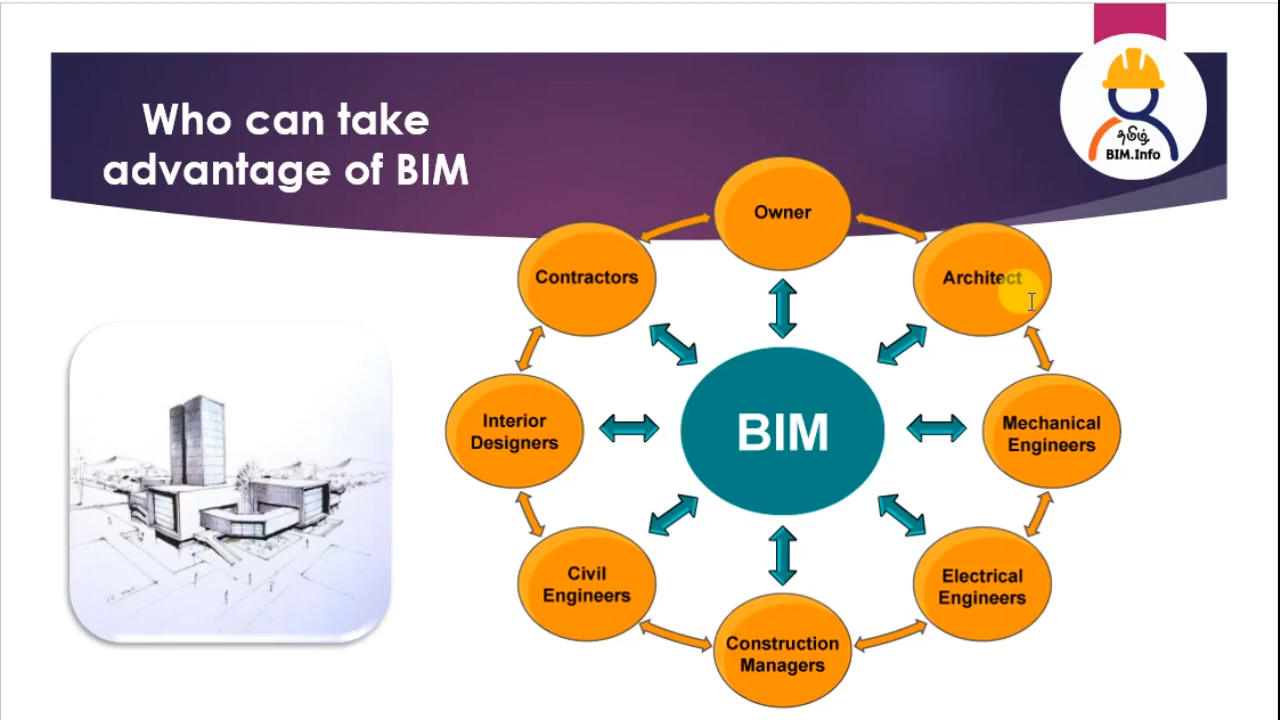 Who can take
advantage of BIM
தமிழ்
BIM.Info
Owner
Contractors
Architect
Interior
Designers
BIM
Mechanical
Engineers
Civil
Engineers
Electrical
Engineers
Construction
Managers